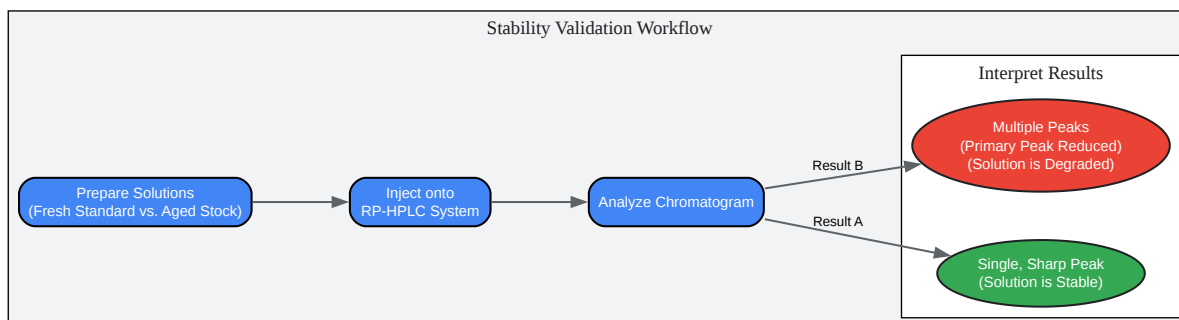 Stability Validation Workflow
Interpret Results
Prepare Solutions
(Fresh Standard vs. Aged Stock)
Inject onto
RP-HPLC System
Analyze Chromatogram
Result B
Result A
Multiple Peaks
(Primary Peak Reduced)
(Solution is Degraded)
Single, Sharp Peak
(Solution is Stable)